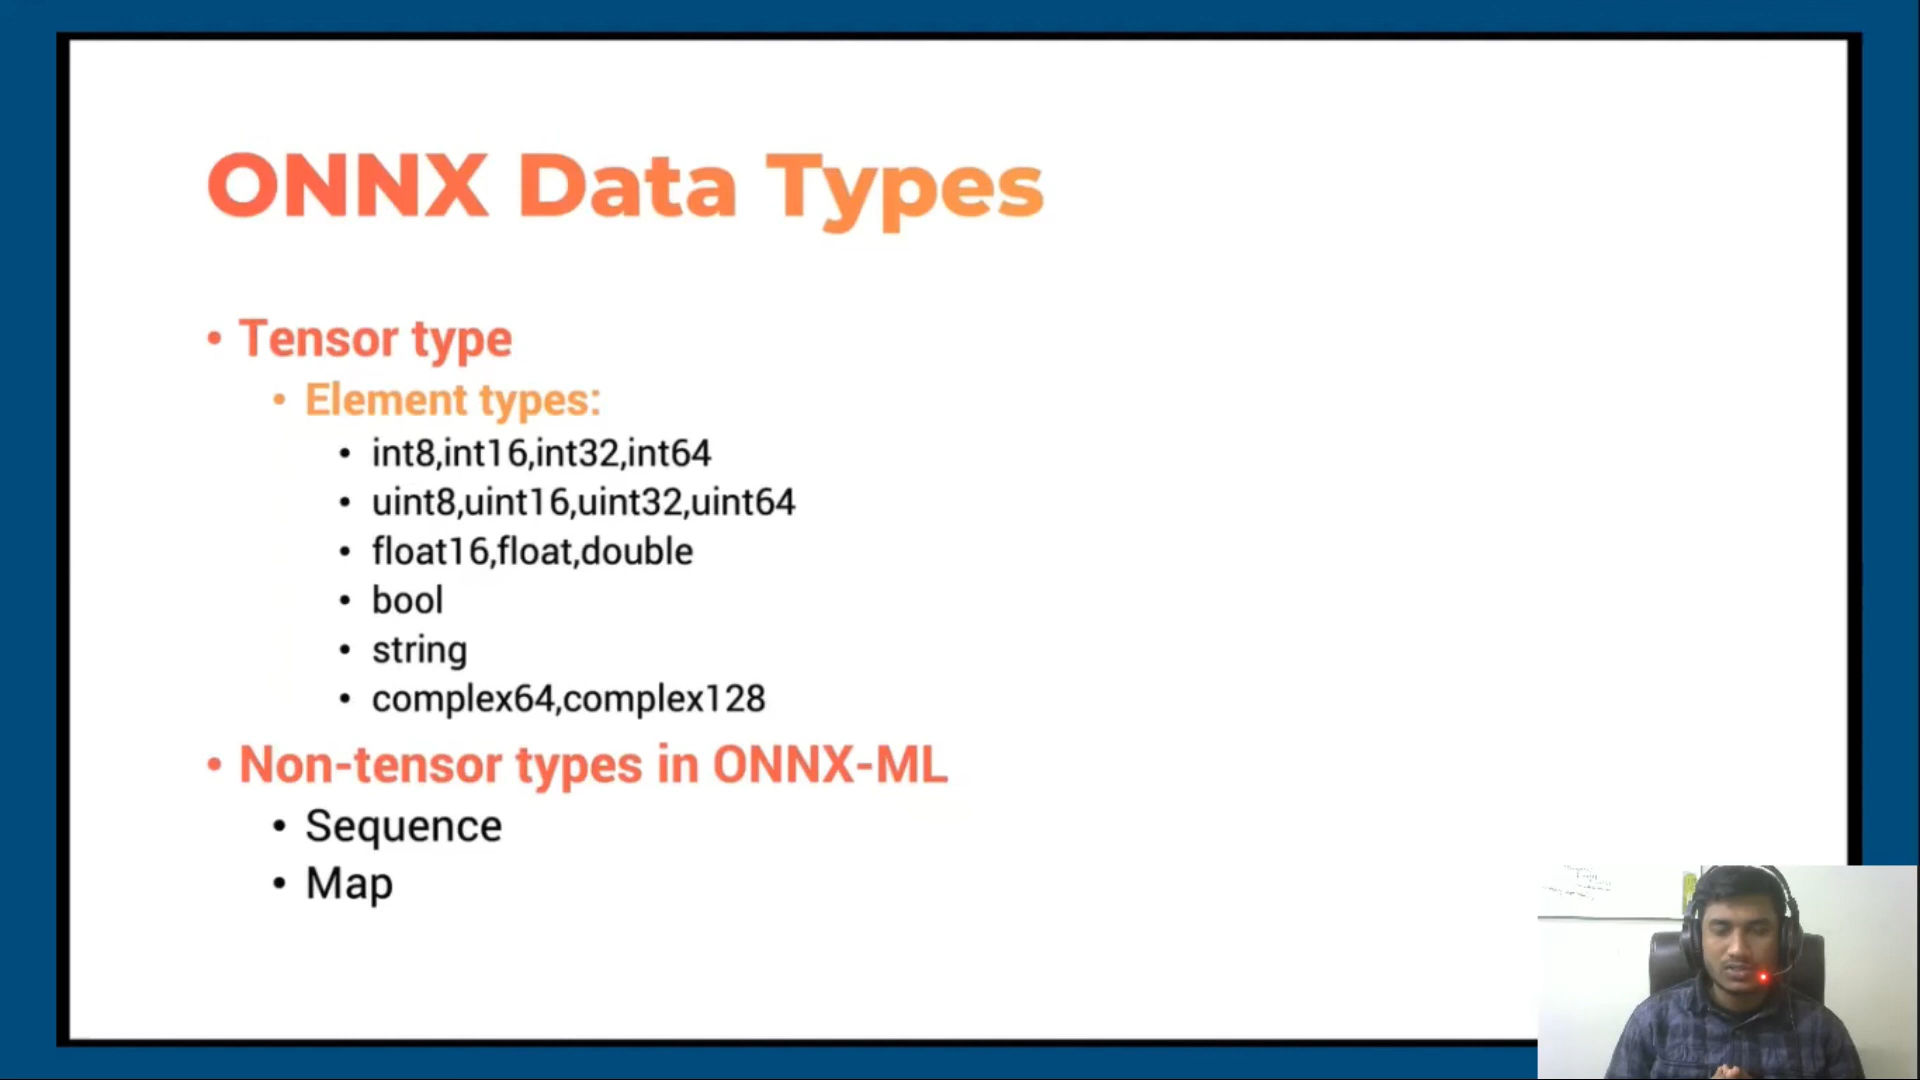 ONNX Data Types
• Tensor type
• Element types:
• int8,int16,int32,int64
• uint8,uint16,uint32,uint64
• float16,float,double
• bool
• string
• complex64,complex128
• Non-tensor types in ONNX-ML
• Sequence
• Map